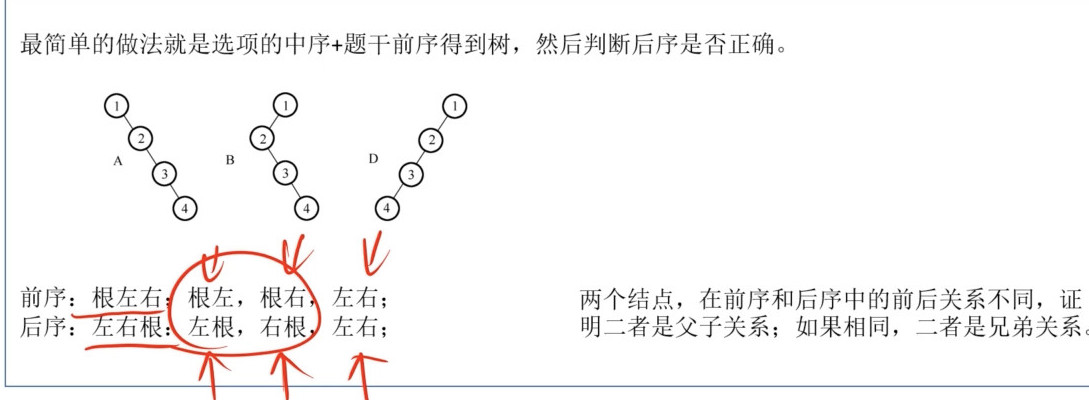 最简单的做法就是选项的中序+题干前序得到树，然后判断后序是否正确。
1 1 1
2 2 2
A B D
3 3 3
4 4 4
前序：根左右：根左，根右，左右；
后序：左右根：左根，右根，左右；
两个结点，在前序和后序中的前后关系不同，证
明二者是父子关系；如果相同，二者是兄弟关系。